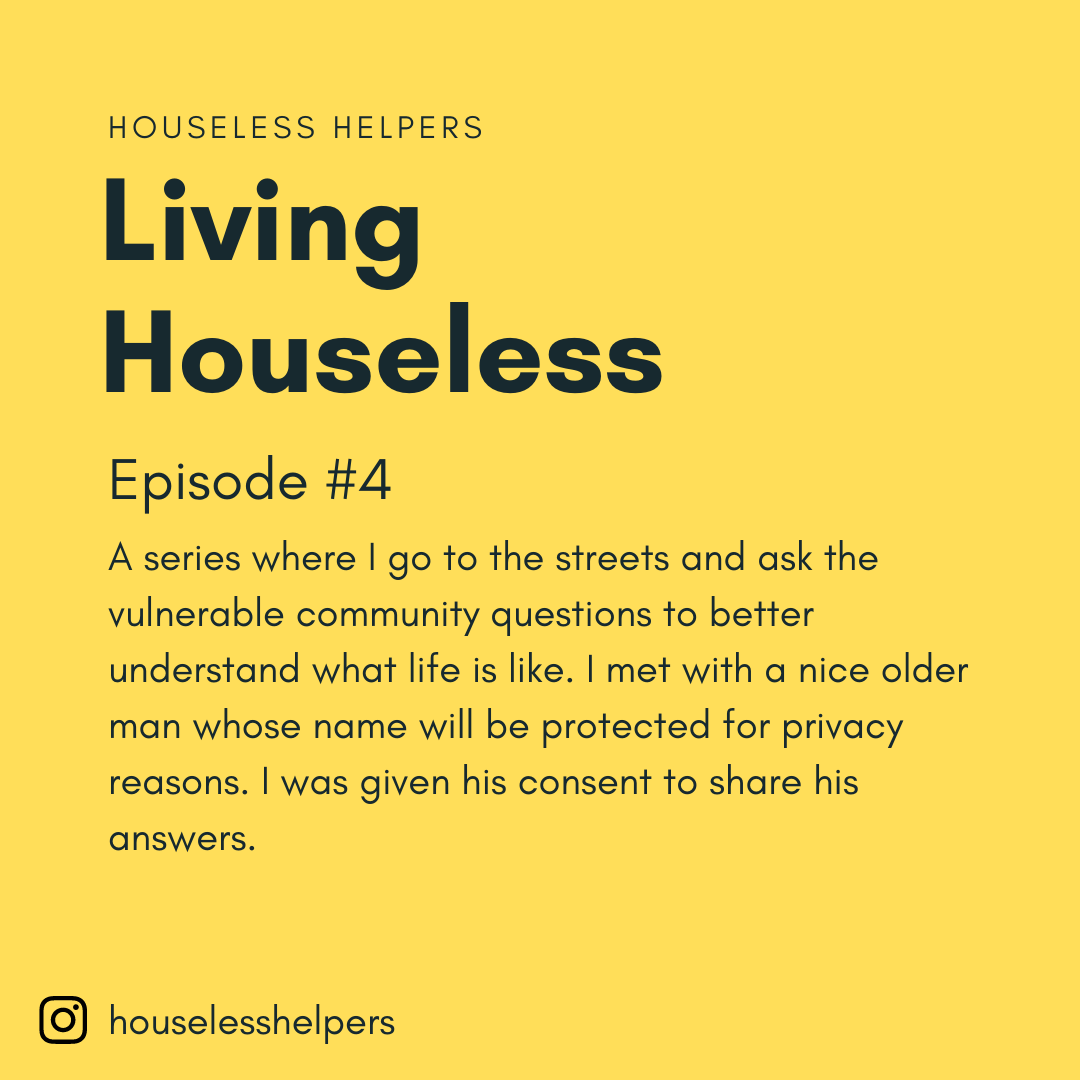 HOUSELESS HELPERS
Living
Houseless
Episode #4
A series where I go to the streets and ask the
vulnerable community questions to better
understand what life is like. I met with a nice older
man whose name will be protected for privacy
reasons. I was given his consent to share his
answers.
houselesshelpers